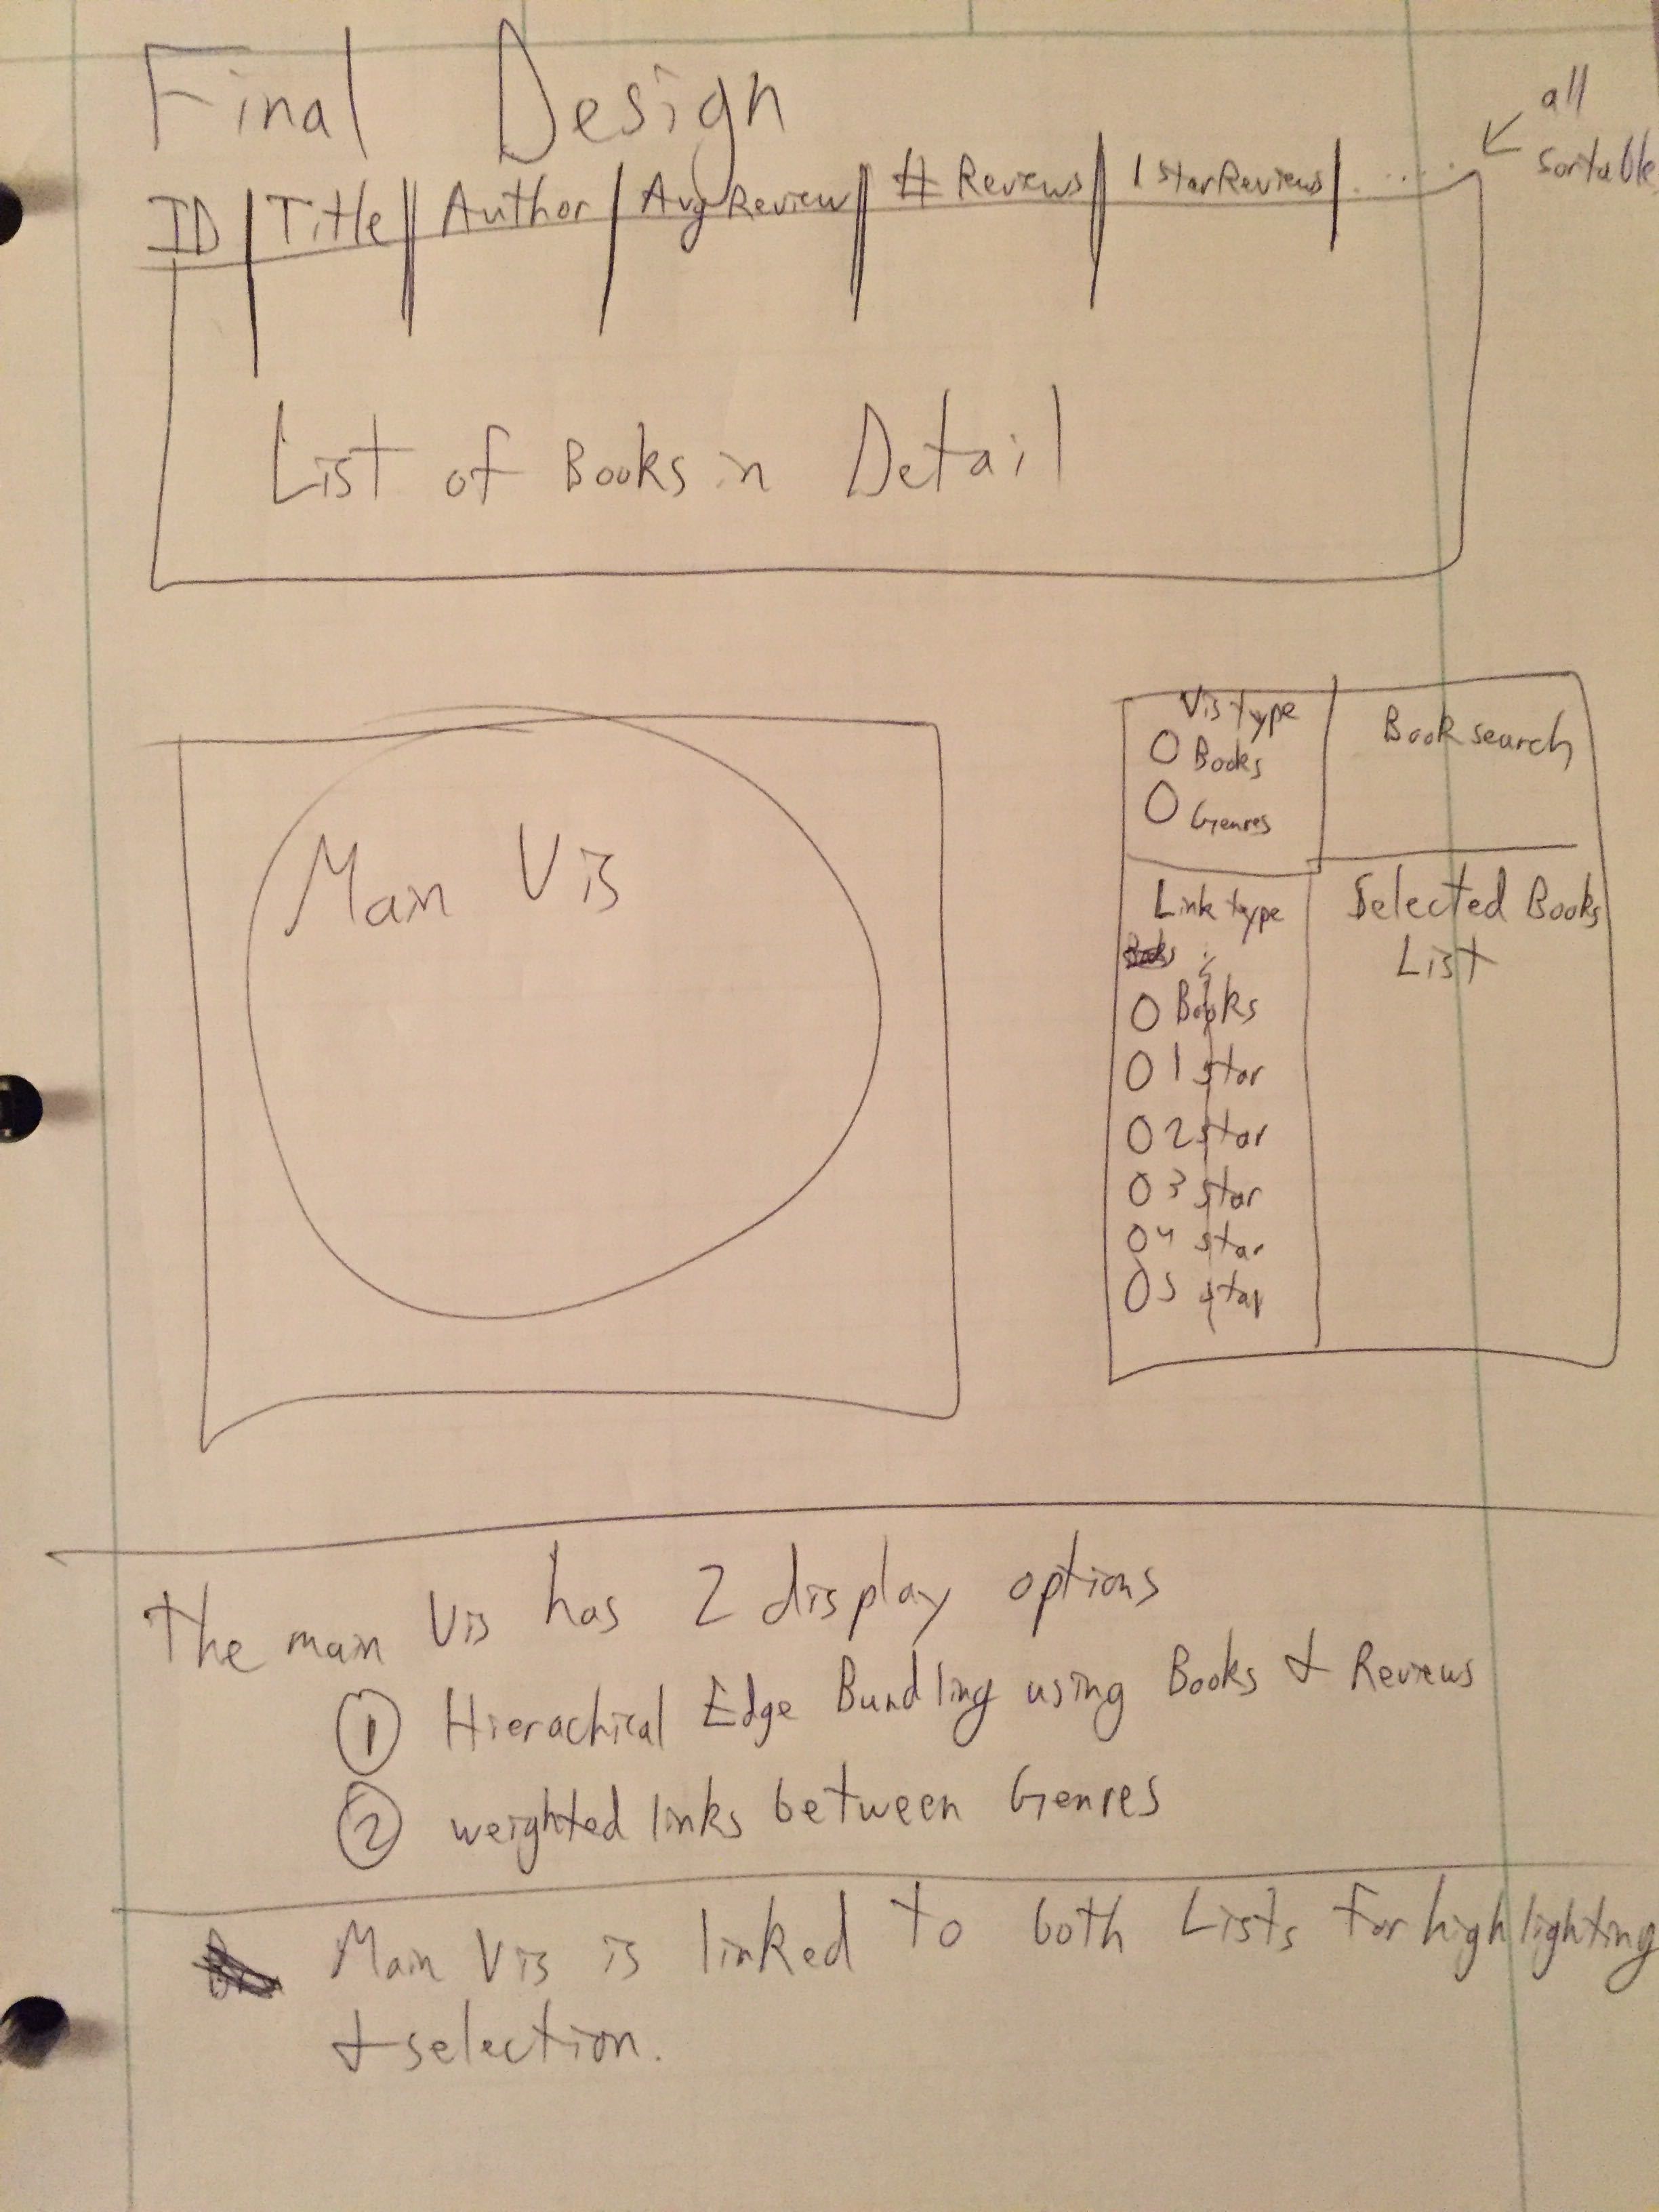 Final Design
all
sortable
ID | Title || Author | Avg Review || # Reviews | 1 star Reviews | .....
List of Books in Detail
Main Vis
Vis type
O Books
O Genres
Book search
Link type
Books
O Books
O 1 star
O 2 star
O 3 star
O 4 star
O 5 star
Selected Books
List
The main Vis has 2 display options
1 Hierachical Edge Bundling using Books & Reviews
2 weighted links between Genres
Main Vis is linked to both Lists for highlighting
& selection.